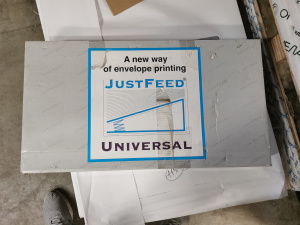 A new way
of envelope printing
JUSTFEED®
UNIVERSAL